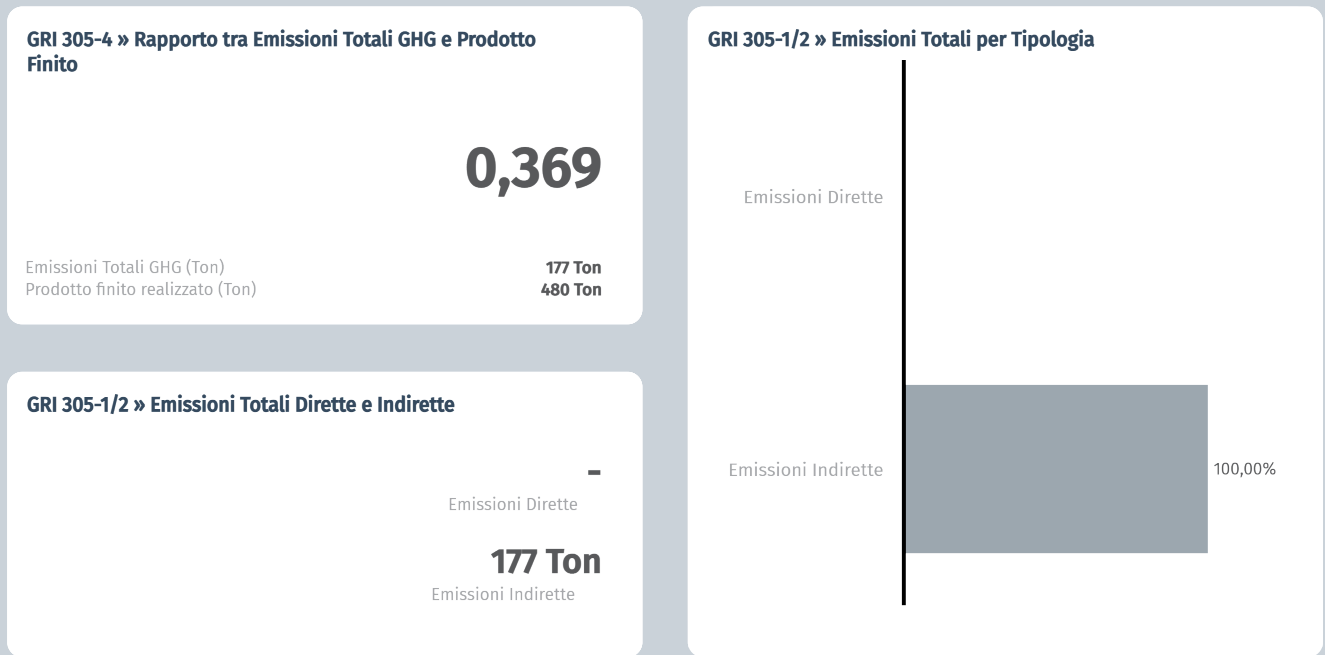 GRI 305-4 » Rapporto tra Emissioni Totali GHG e Prodotto
Finito
0,369
Emissioni Totali GHG (Ton) 177 Ton
Prodotto finito realizzato (Ton) 480 Ton
GRI 305-1/2 » Emissioni Totali Dirette e Indirette
-
Emissioni Dirette
177 Ton
Emissioni Indirette
GRI 305-1/2 » Emissioni Totali per Tipologia
Emissioni Dirette
Emissioni Indirette 100,00%